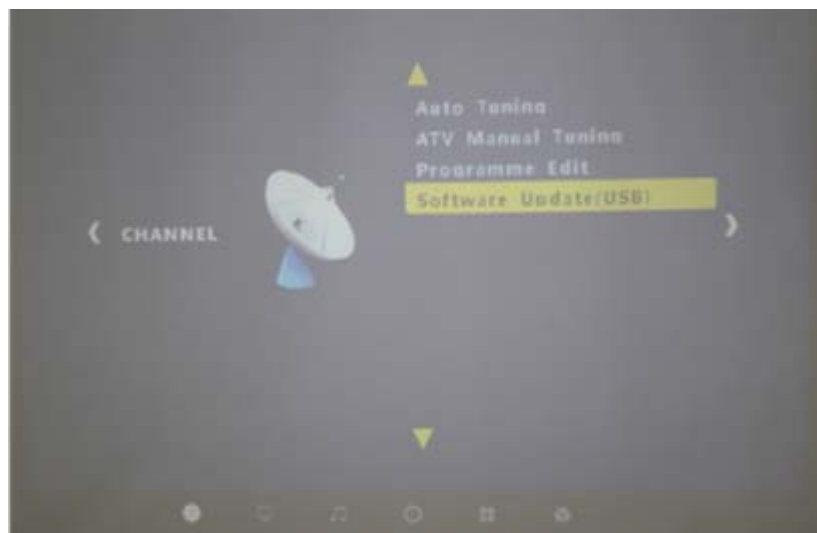 Auto Tuning
ATV Manual Tuning
Programme Edit
Software Update(USB)
CHANNEL